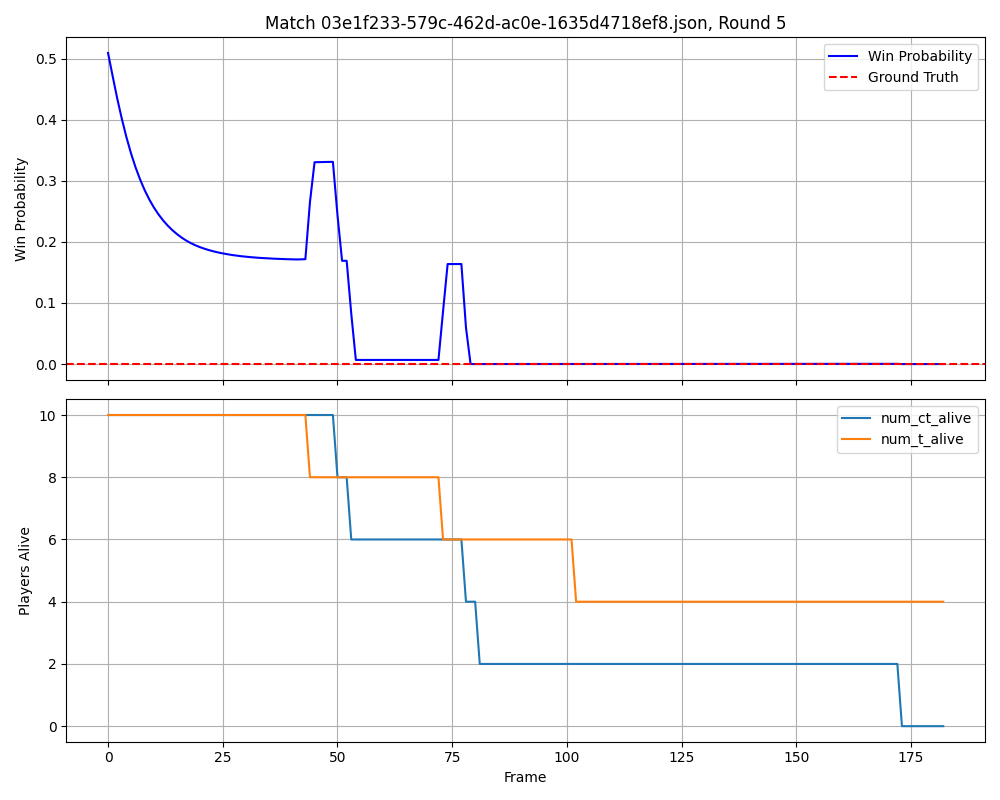 Match 03e1f233-579c-462d-ac0e-1635d4718ef8.json, Round 5
Win Probability
0.5
0.4
0.3
0.2
0.1
0.0
Win Probability
Ground Truth
Players Alive
10
8
6
4
2
0
num_ct_alive
num_t_alive
0 25 50 75 100 125 150 175
Frame